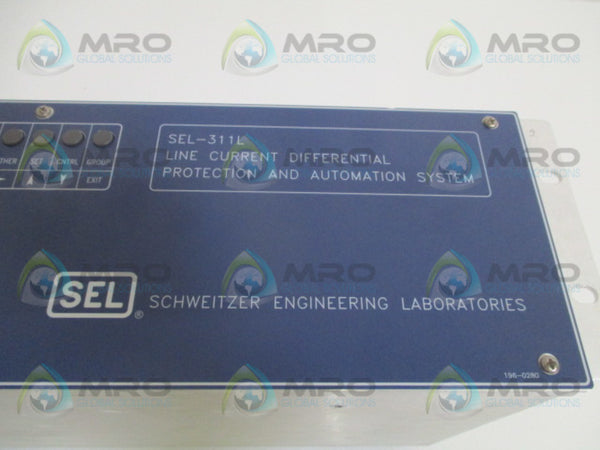 MRO
GLOBAL SOLUTIONS
SEL-311L
LINE CURRENT DIFFERENTIAL
PROTECTION AND AUTOMATION SYSTEM
THER SET CNTRL GROUP
EXIT
SEL ® SCHWEITZER ENGINEERING LABORATORIES
196-0280